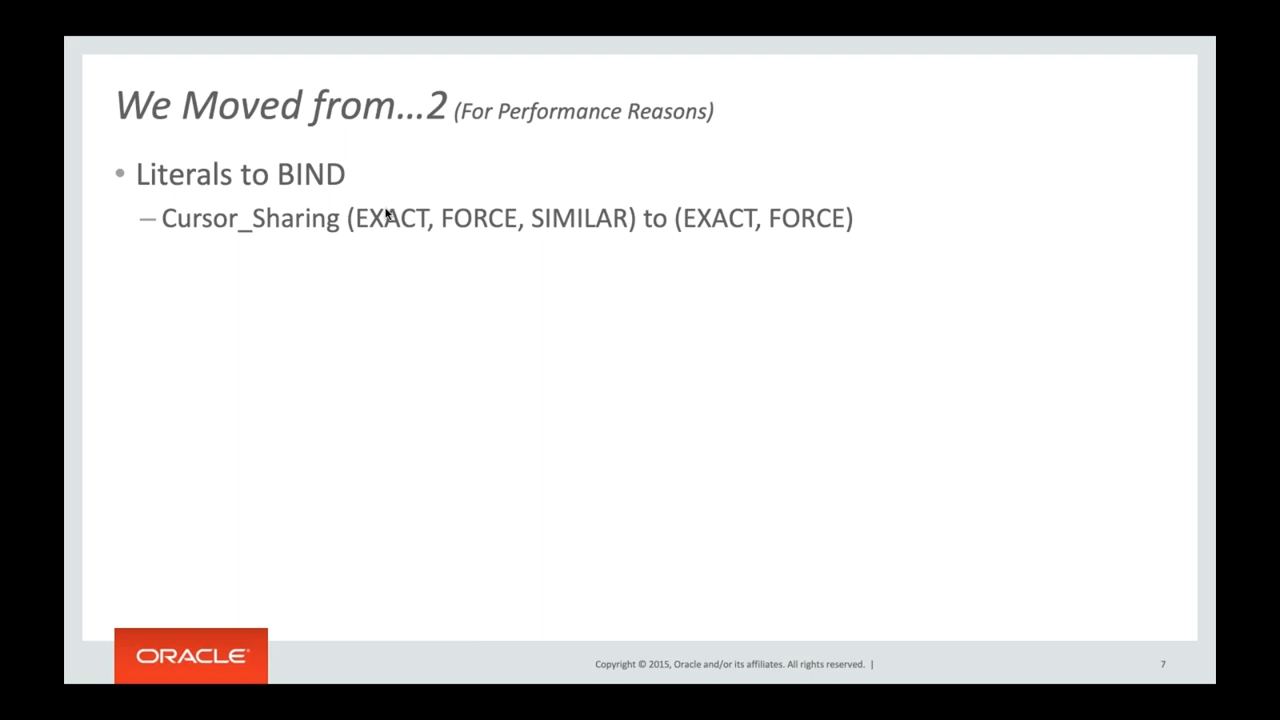 We Moved from...2 (For Performance Reasons)
• Literals to BIND
– Cursor_Sharing (EXACT, FORCE, SIMILAR) to (EXACT, FORCE)
ORACLE®
Copyright © 2015, Oracle and/or its affiliates. All rights reserved. |
7